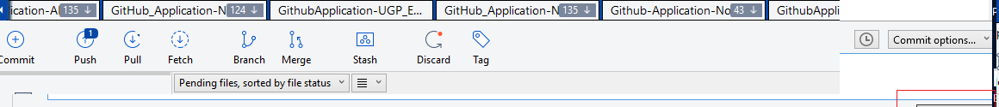 ication-Al 135 GitHub_Application-N 124 GithubApplication-UGP_E... GitHub_Application-N 135 Github-Application-No 43 GithubAppli
Commit Push 1 Pull Fetch Branch Merge Stash Discard Tag Commit options...
Pending files, sorted by file status